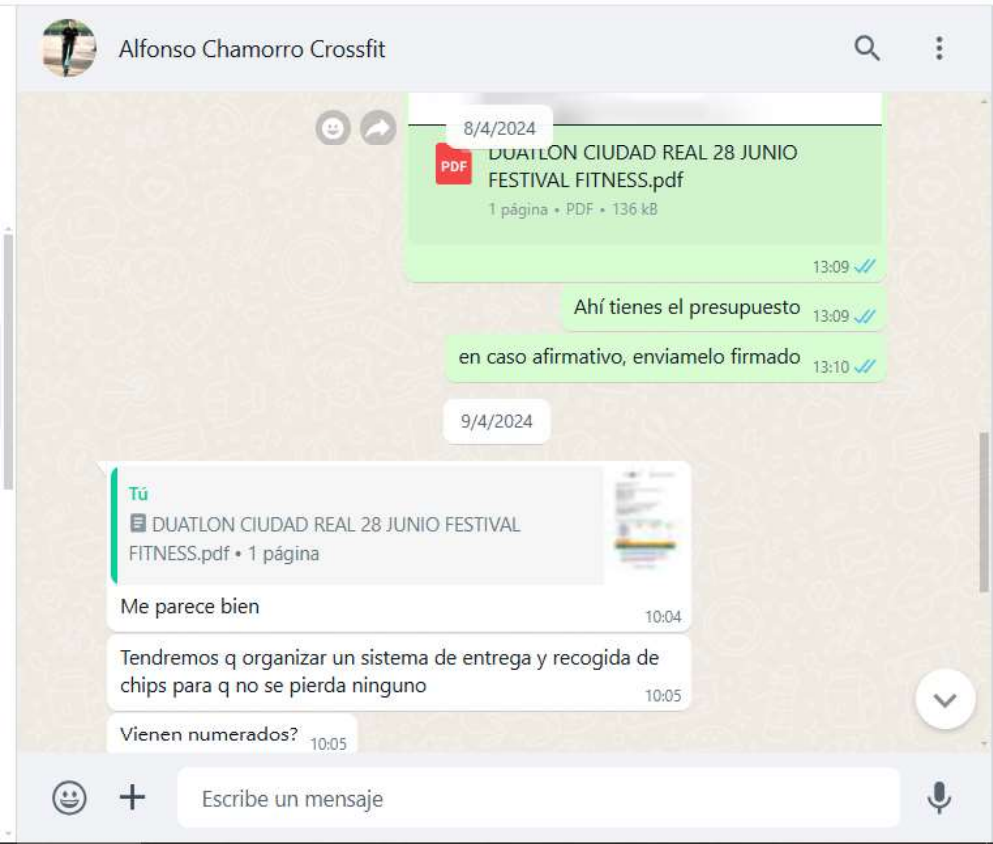 Alfonso Chamorro Crossfit
8/4/2024
PDF
DUATLON CIUDAD REAL 28 JUNIO
FESTIVAL FITNESS.pdf
1 página • PDF • 136 kB
13:09
Ahí tienes el presupuesto 13:09
en caso afirmativo, enviamelo firmado 13:10
9/4/2024
Tú
DUATLON CIUDAD REAL 28 JUNIO FESTIVAL
FITNESS.pdf • 1 página
Me parece bien 10:04
Tendremos q organizar un sistema de entrega y recogida de
chips para q no se pierda ninguno 10:05
Vienen numerados? 10:05
Escribe un mensaje